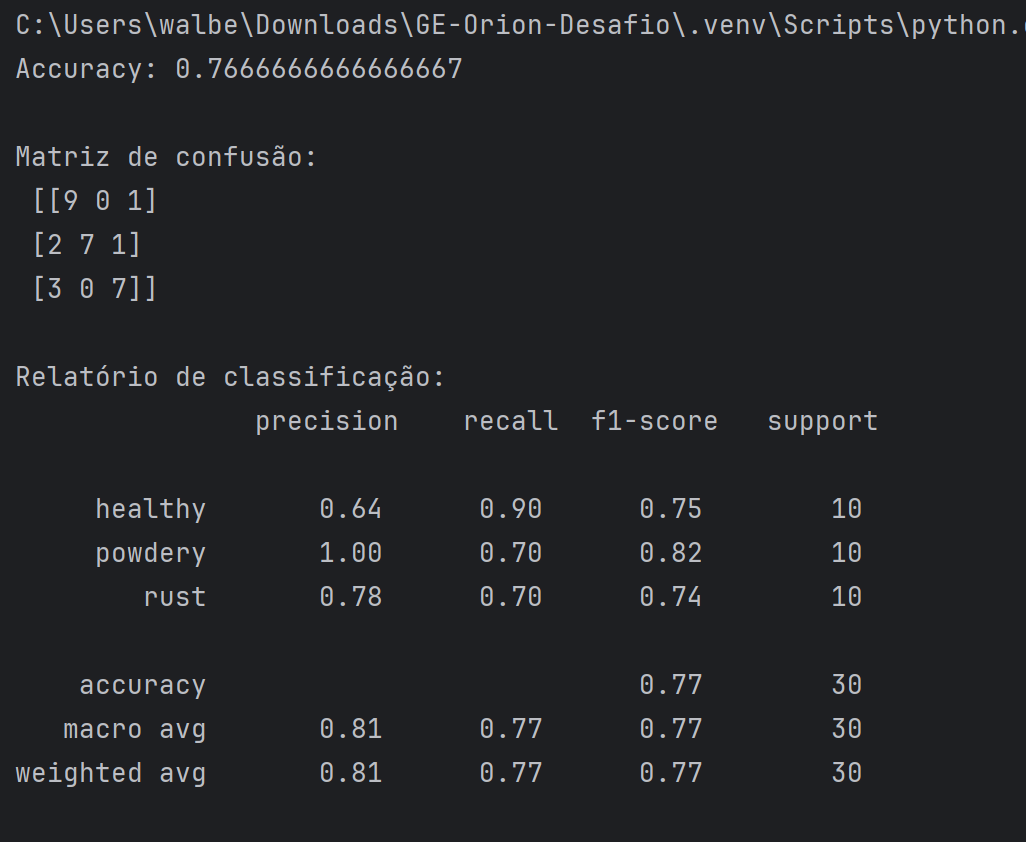 C:\Users\walbe\Downloads\GE-Orion-Desafio\.venv\Scripts\python.
Accuracy: 0.7666666666666667
Matriz de confusão:
[[9 0 1]
[2 7 1]
[3 0 7]]
Relatório de classificação:
precision recall f1-score support
healthy 0.64 0.90 0.75 10
powdery 1.00 0.70 0.82 10
rust 0.78 0.70 0.74 10
accuracy 0.77 30
macro avg 0.81 0.77 0.77 30
weighted avg 0.81 0.77 0.77 30